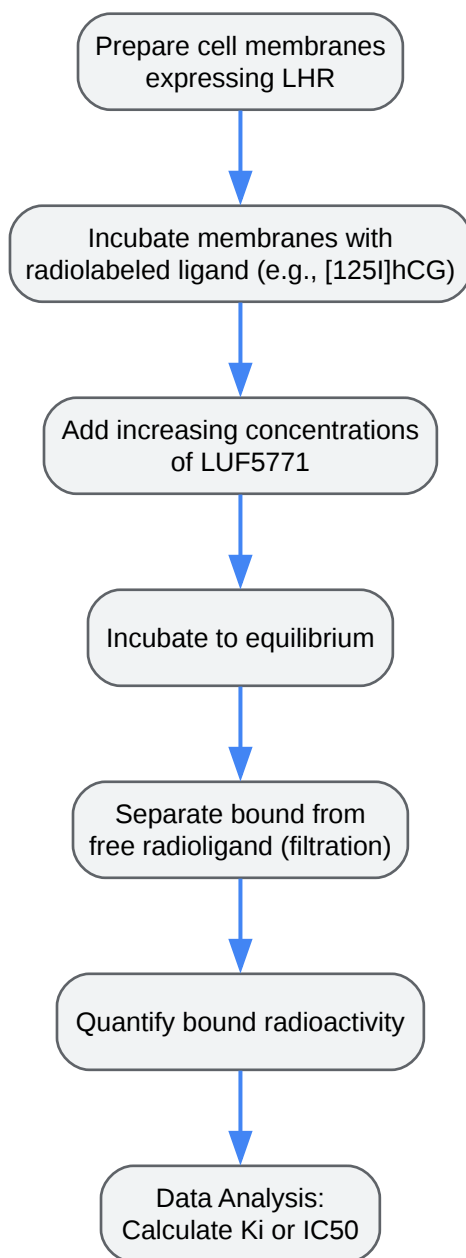 Prepare cell membranes
expressing LHR
Incubate membranes with
radiolabeled ligand (e.g., [125I]hCG)
Add increasing concentrations
of LUF5771
Incubate to equilibrium
Separate bound from
free radioligand (filtration)
Quantify bound radioactivity
Data Analysis:
Calculate Ki or IC50